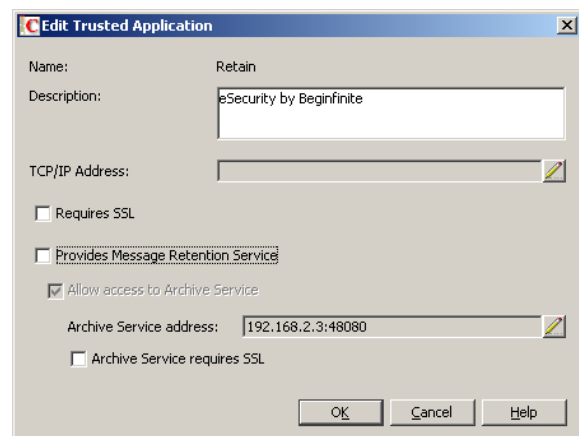 Edit Trusted Application
Name: Retain
Description: eSecurity by Beginfinite
TCP/IP Address:
Requires SSL
Provides Message Retention Service
Allow access to Archive Service
Archive Service address: 192.168.2.3:48080
Archive Service requires SSL
OK Cancel Help